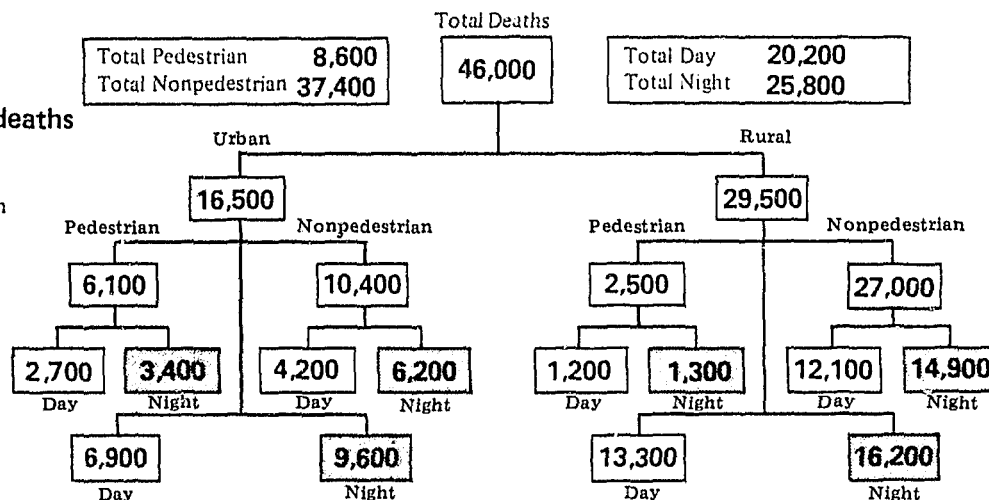 Total Deaths
46,000
Total Pedestrian 8,600
Total Nonpedestrian 37,400
Total Day 20,200
Total Night 25,800
deaths
Urban Rural
16,500 29,500
Pedestrian Nonpedestrian Pedestrian Nonpedestrian
6,100 10,400 2,500 27,000
2,700 3,400 4,200 6,200 1,200 1,300 12,100 14,900
Day Night Day Night Day Night Day Night
6,900 9,600 13,300 16,200
Day Night Day Night